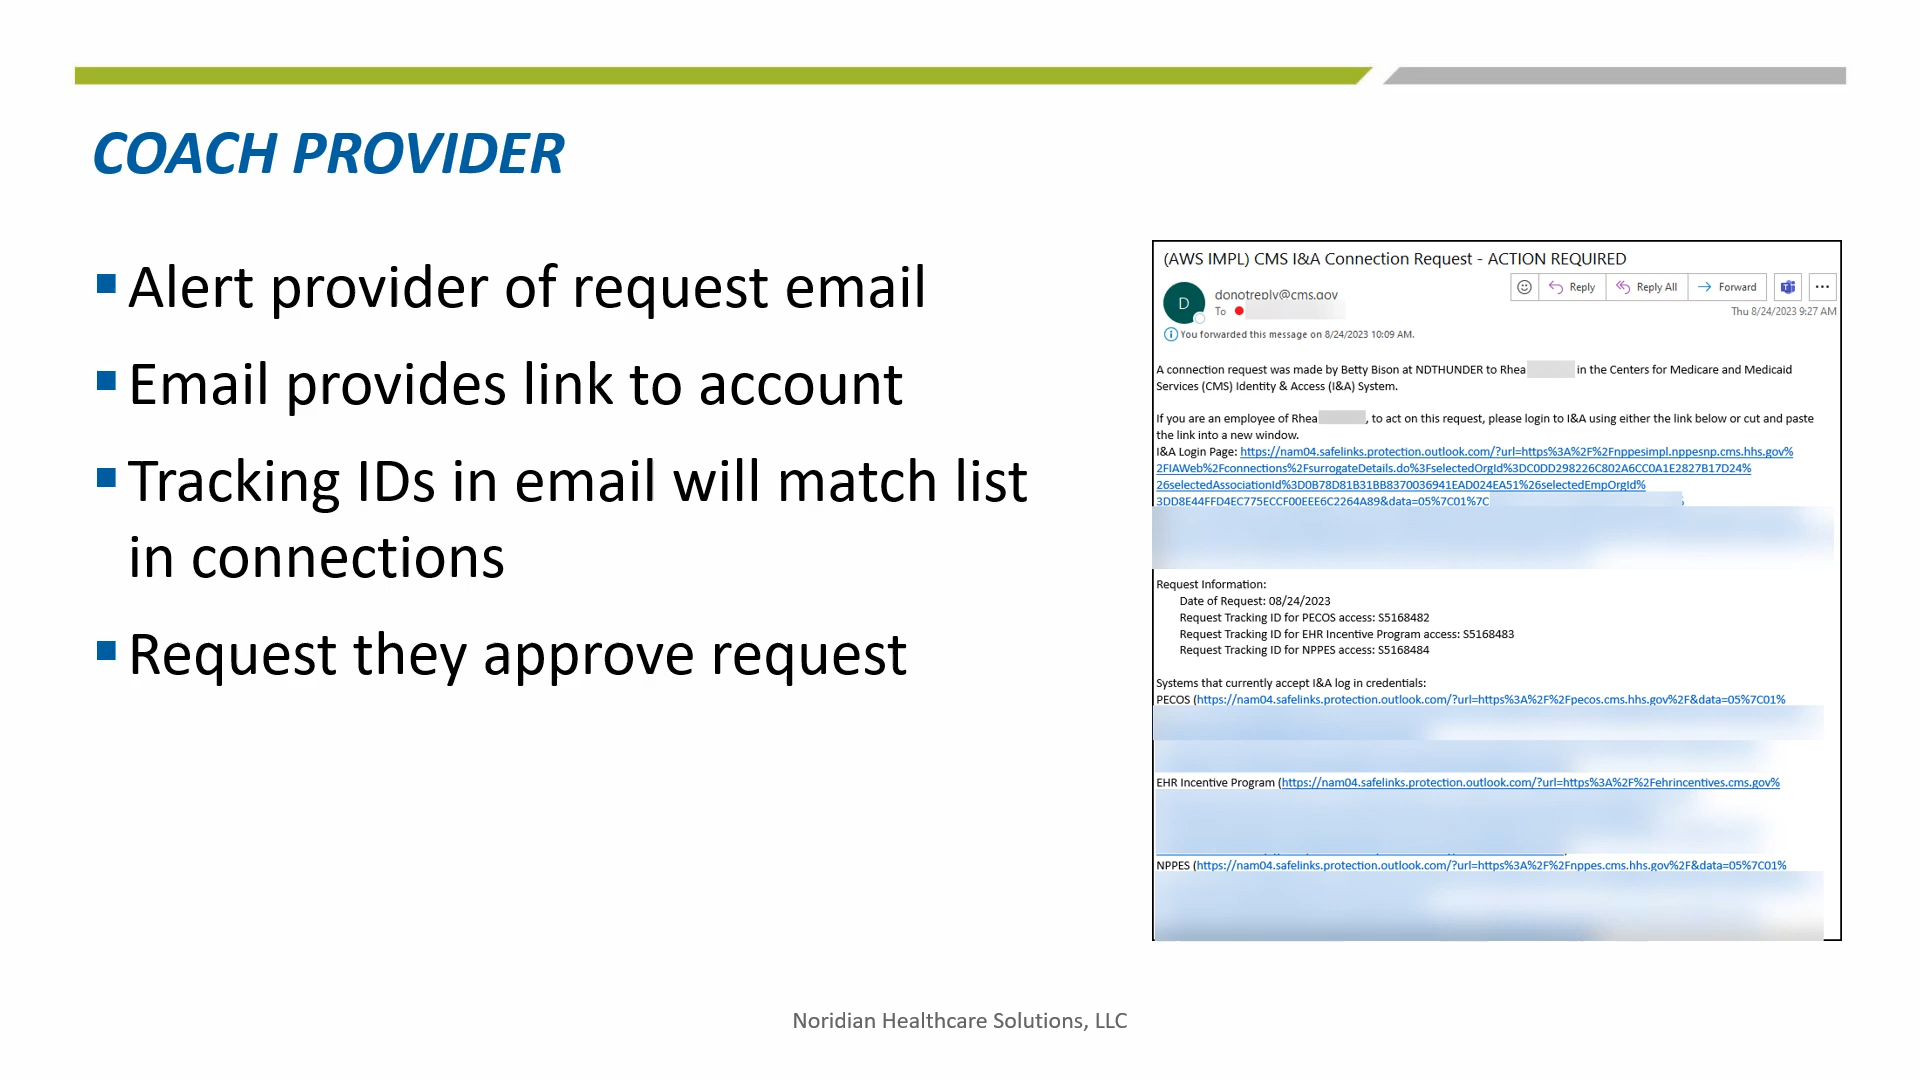 COACH PROVIDER
Alert provider of request email
Email provides link to account
Tracking IDs in email will match list
in connections
Request they approve request
(AWS IMPL) CMS I&A Connection Request - ACTION REQUIRED
D
donotreply@cms.gov
To
Reply
Reply All
Forward
Thu 8/24/2023 9:27 AM
You forwarded this message on 8/24/2023 10:09 AM.
A connection request was made by Betty Bison at NDTHUNDER to Rhea in the Centers for Medicare and Medicaid
Services (CMS) Identity & Access (I&A) System.
If you are an employee of Rhea , to act on this request, please login to I&A using either the link below or cut and paste
the link into a new window.
I&A Login Page: https://nam04.safelinks.protection.outlook.com/?url=https%3A%2F%2Fnppesimpl.nppesnp.cms.hhs.gov%
2FIAWeb%2Fconnections%2FsurrogateDetails.do%3FselectedOrgId%3DC0DD298226C802A6CC0A1E2827B17D24%
26selectedAssociationId%3D0B78D81B31BB8370036941EAD024EA51%26selectedEmpOrgId%
3DD8E44FFD4EC775ECCF00EEE6C2264A89&data=05%7C01%7C
Request Information:
Date of Request: 08/24/2023
Request Tracking ID for PECOS access: S5168482
Request Tracking ID for EHR Incentive Program access: S5168483
Request Tracking ID for NPPES access: S5168484
Systems that currently accept I&A log in credentials:
PECOS (https://nam04.safelinks.protection.outlook.com/?url=https%3A%2F%2Fpecos.cms.hhs.gov%2F&data=05%7C01%
EHR Incentive Program (https://nam04.safelinks.protection.outlook.com/?url=https%3A%2F%2Fehrincentives.cms.gov%
NPPES (https://nam04.safelinks.protection.outlook.com/?url=https%3A%2F%2Fnppes.cms.hhs.gov%2F&data=05%7C01%
Noridian Healthcare Solutions, LLC